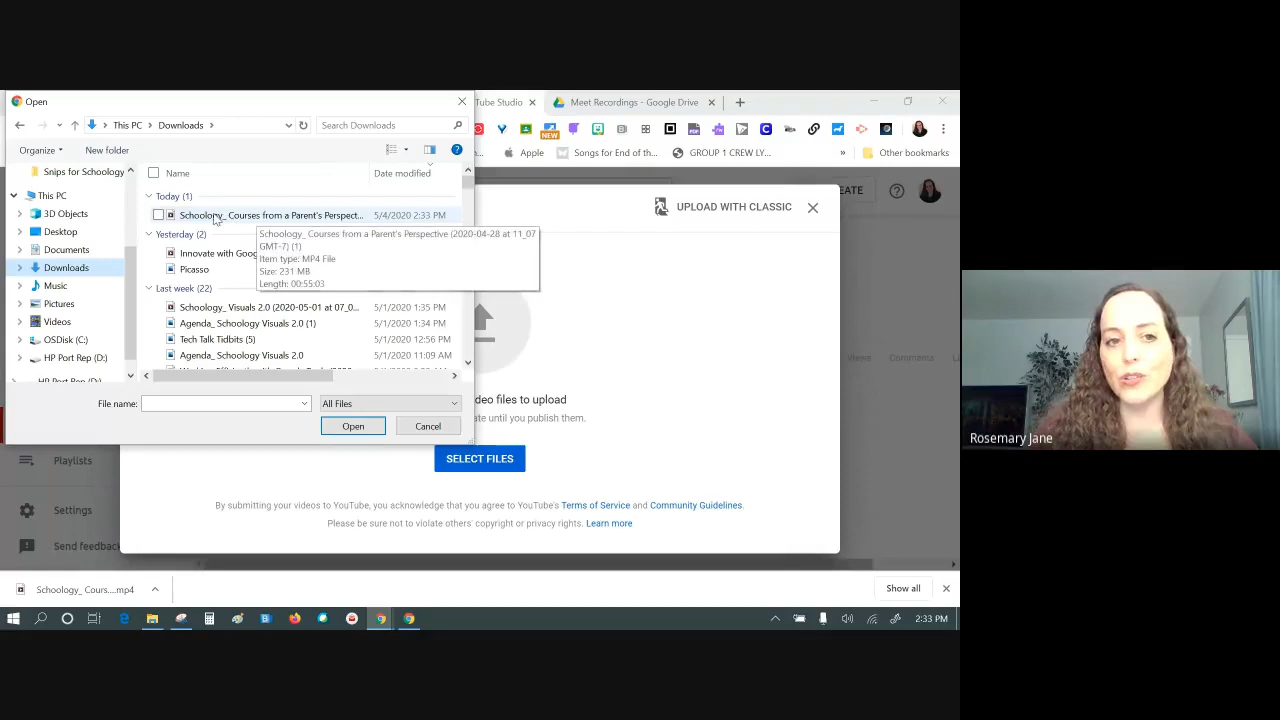 Open
Tube Studio
Meet Recordings - Google Drive
This PC
Downloads
Search Downloads
Organize
New folder
NEW
Apple
Songs for End of th...
GROUP 1 CREW LY...
Other bookmarks
Snips for Schoology
This PC
3D Objects
Desktop
Documents
Downloads
Music
Pictures
Videos
OSDisk (C:)
HP Port Rep (D:)
HP Port Rep (D:)
Name
Date modified
Today (1)
Schoology_ Courses from a Parent's Perspect...
5/4/2020 2:33 PM
Yesterday (2)
Innovate with Goog
Picasso
Schoology_ Courses from a Parent's Perspective (2020-04-28 at 11_07
GMT-7) (1)
Item type: MP4 File
Size: 231 MB
Length: 00:55:03
Last week (22)
Schoology_ Visuals 2.0 (2020-05-01 at 07_0...
5/1/2020 1:35 PM
Agenda_ Schoology Visuals 2.0 (1)
5/1/2020 1:34 PM
Tech Talk Tidbits (5)
5/1/2020 12:56 PM
Agenda_ Schoology Visuals 2.0
5/1/2020 11:09 AM
File name:
All Files
Open
Cancel
UPLOAD WITH CLASSIC
EATE
Views
Comments
deo files to upload
ate until you publish them.
SELECT FILES
By submitting your videos to YouTube, you acknowledge that you agree to YouTube's Terms of Service and Community Guidelines.
Please be sure not to violate others' copyright or privacy rights. Learn more
Playlists
Settings
Send feedback
Schoology_ Cours....mp4
Show all
2:33 PM
Rosemary Jane